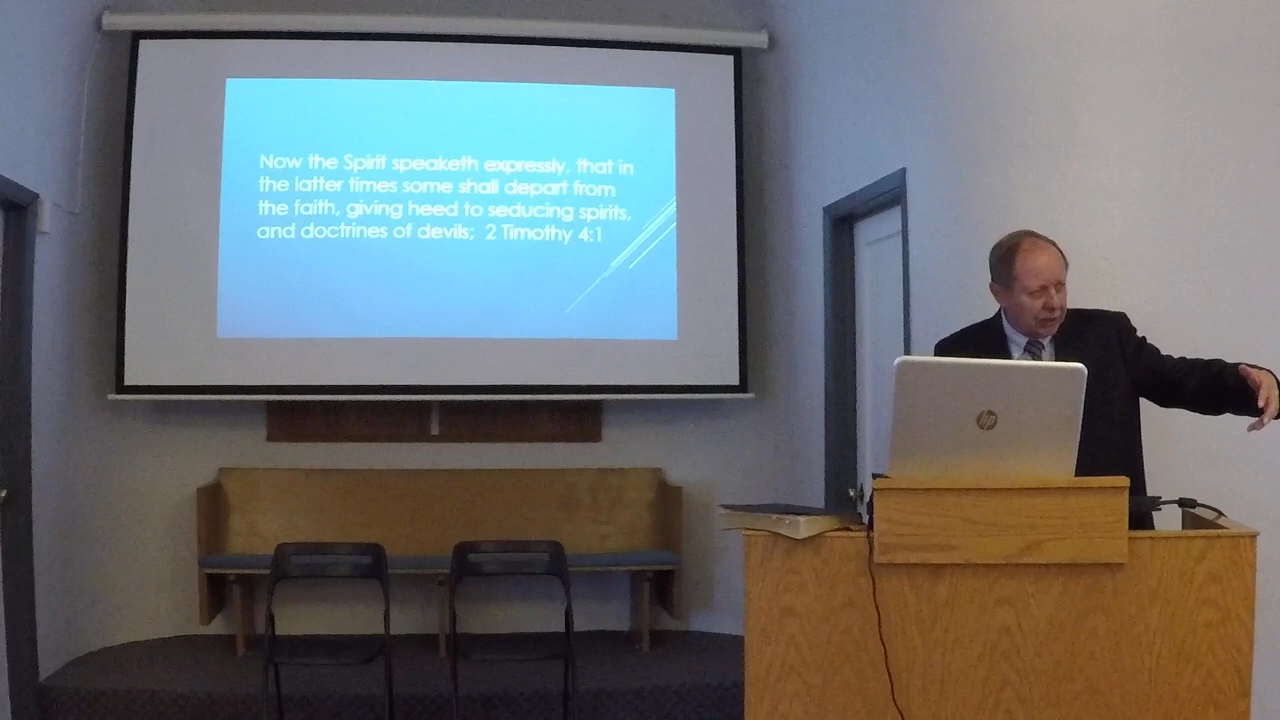 Now the Spirit speaketh expressly, that in
the latter times some shall depart from
the faith, giving heed to seducing spirits,
and doctrines of devils;  2 Timothy 4:1
hp